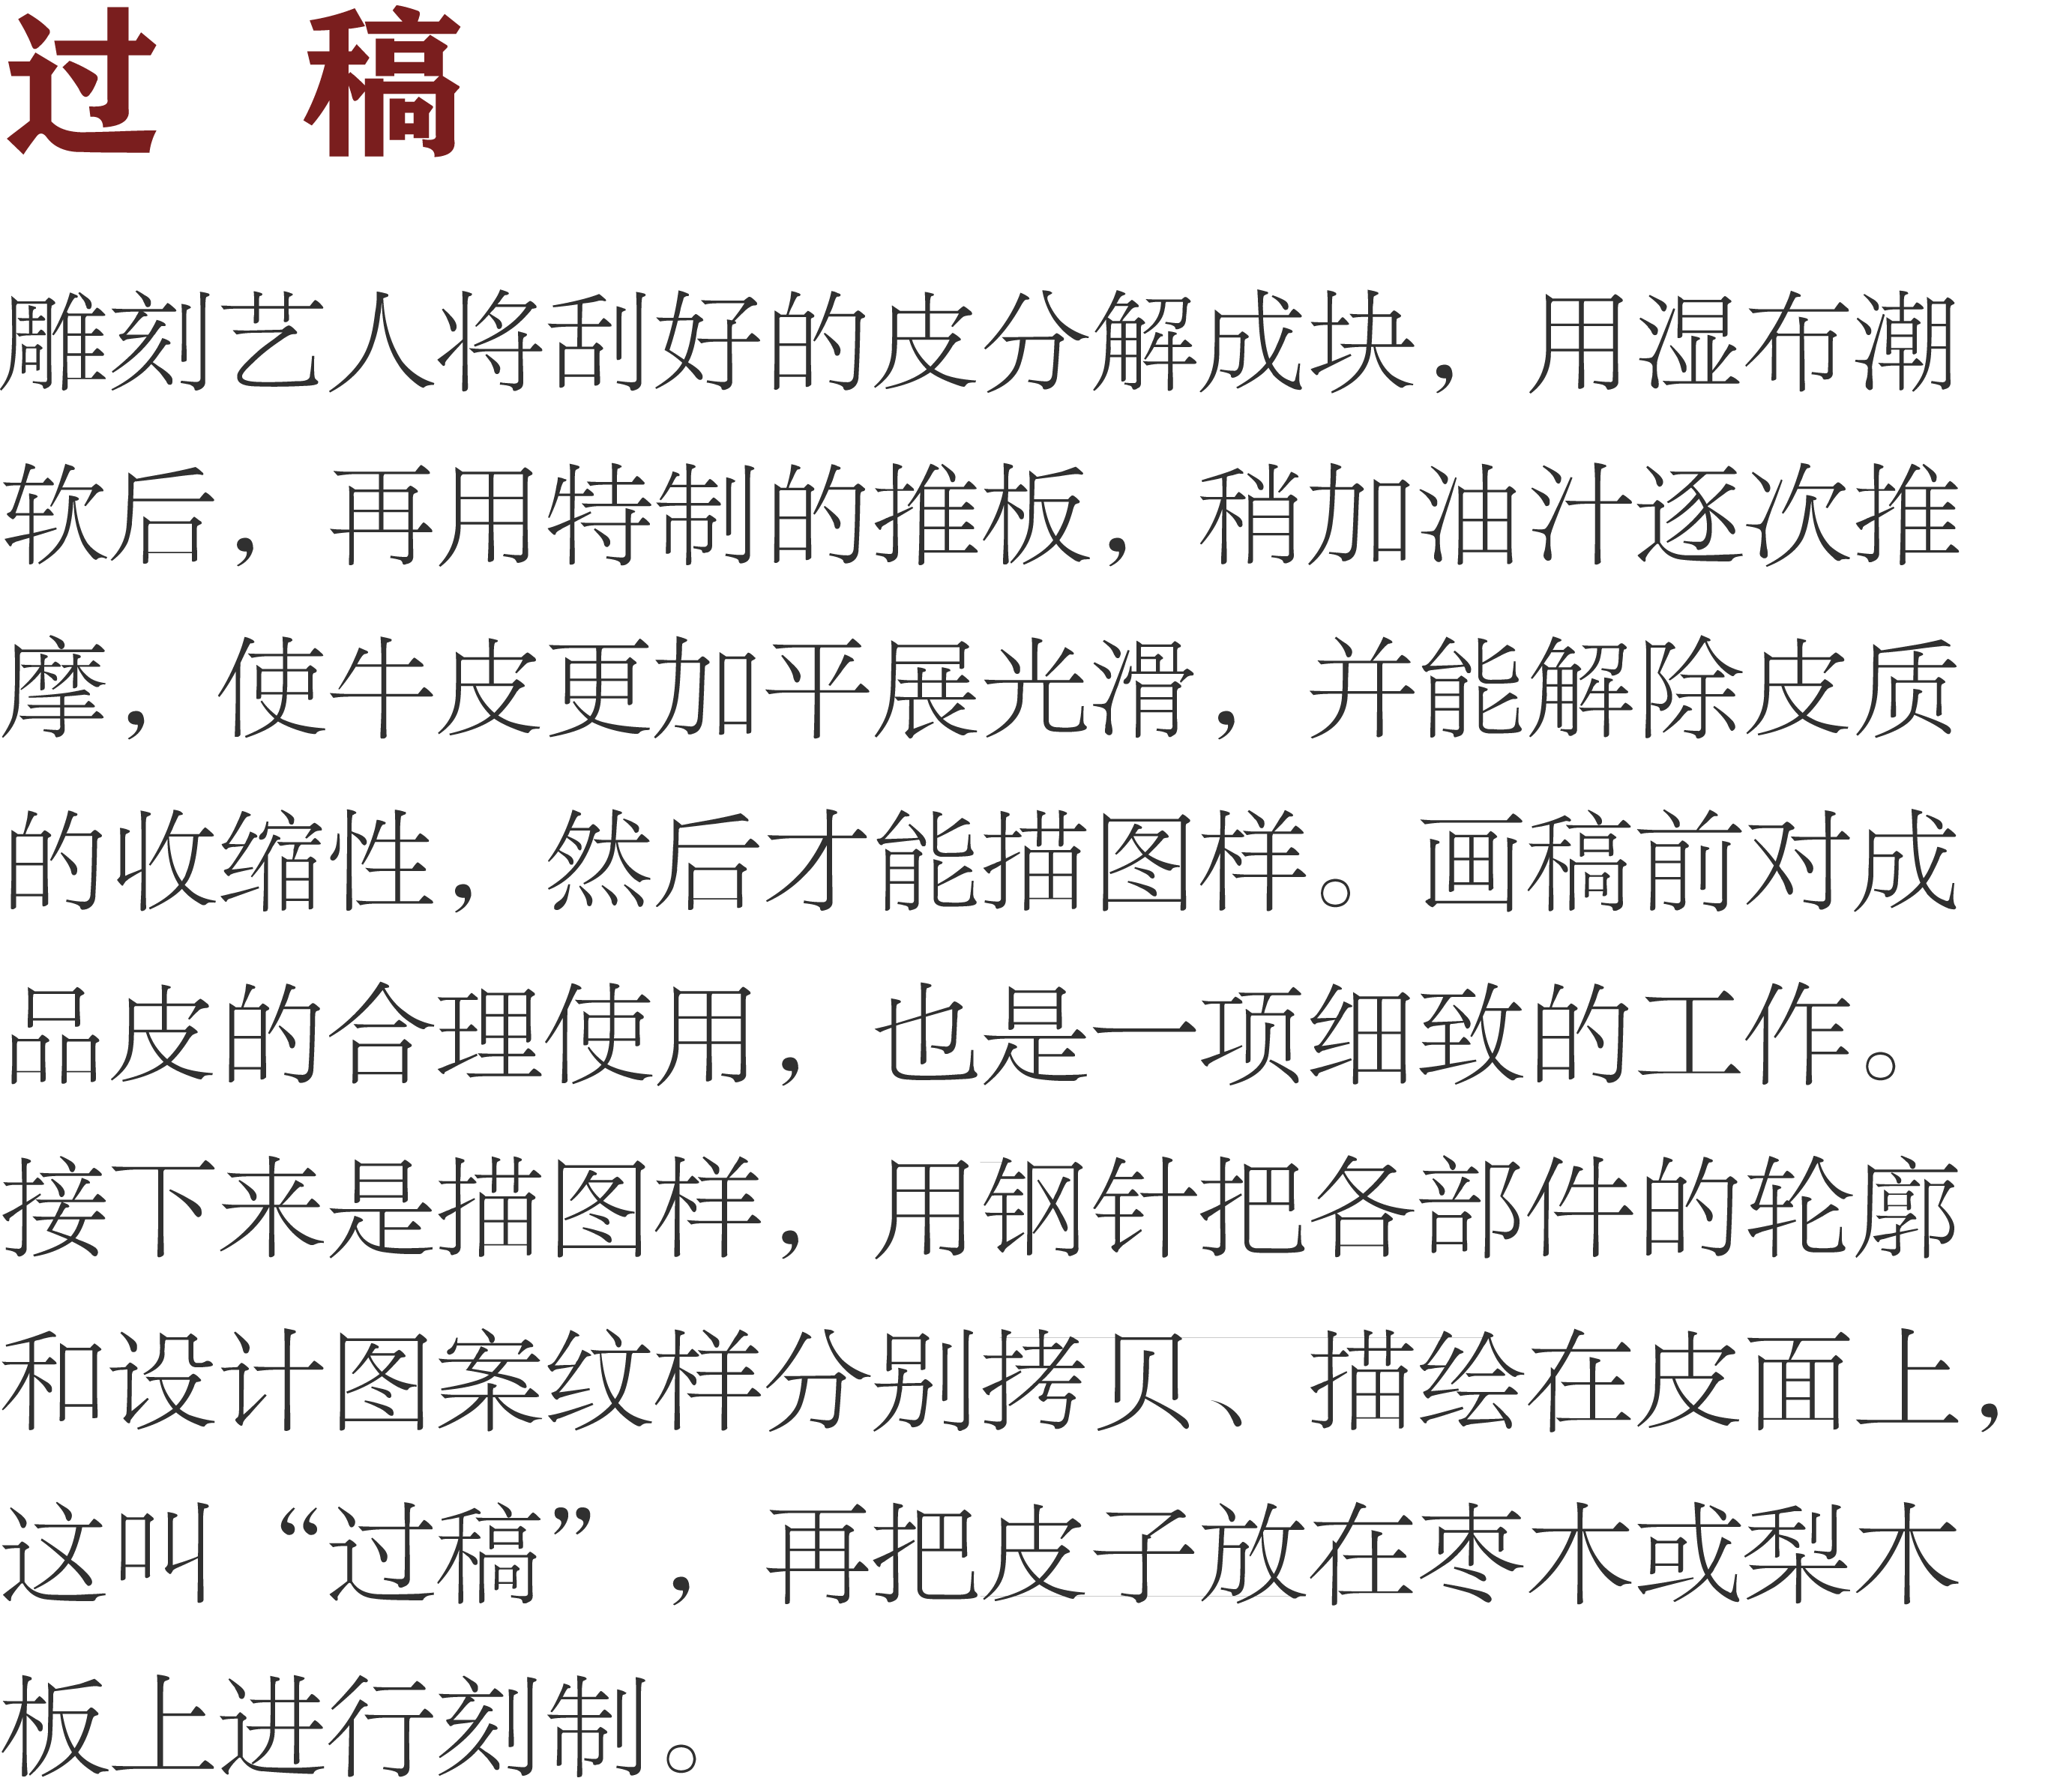 过 稿
雕刻艺人将刮好的皮分解成块，用湿布潮
软后，再用特制的推板，稍加油汁逐次推
摩，使牛皮更加平展光滑，并能解除皮质
的收缩性，然后才能描图样。画稿前对成
品皮的合理使用，也是一项细致的工作。
接下来是描图样，用钢针把各部件的轮廓
和设计图案纹样分别拷贝、描绘在皮面上，
这叫“过稿”，再把皮子放在枣木或梨木
板上进行刻制。